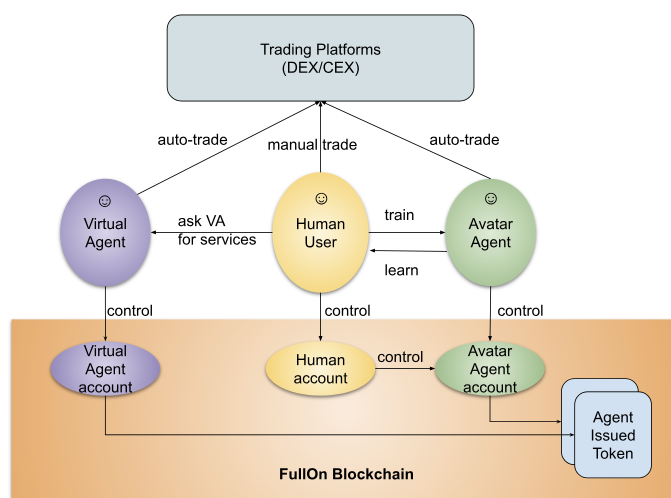 Trading Platforms
(DEX/CEX)
auto-trade
manual trade
auto-trade
Virtual
Agent
ask VA
for services
Human
User
train
learn
Avatar
Agent
control
control
control
Virtual
Agent
account
Human
account
control
Avatar
Agent
account
Agent
Issued
Token
FullOn Blockchain